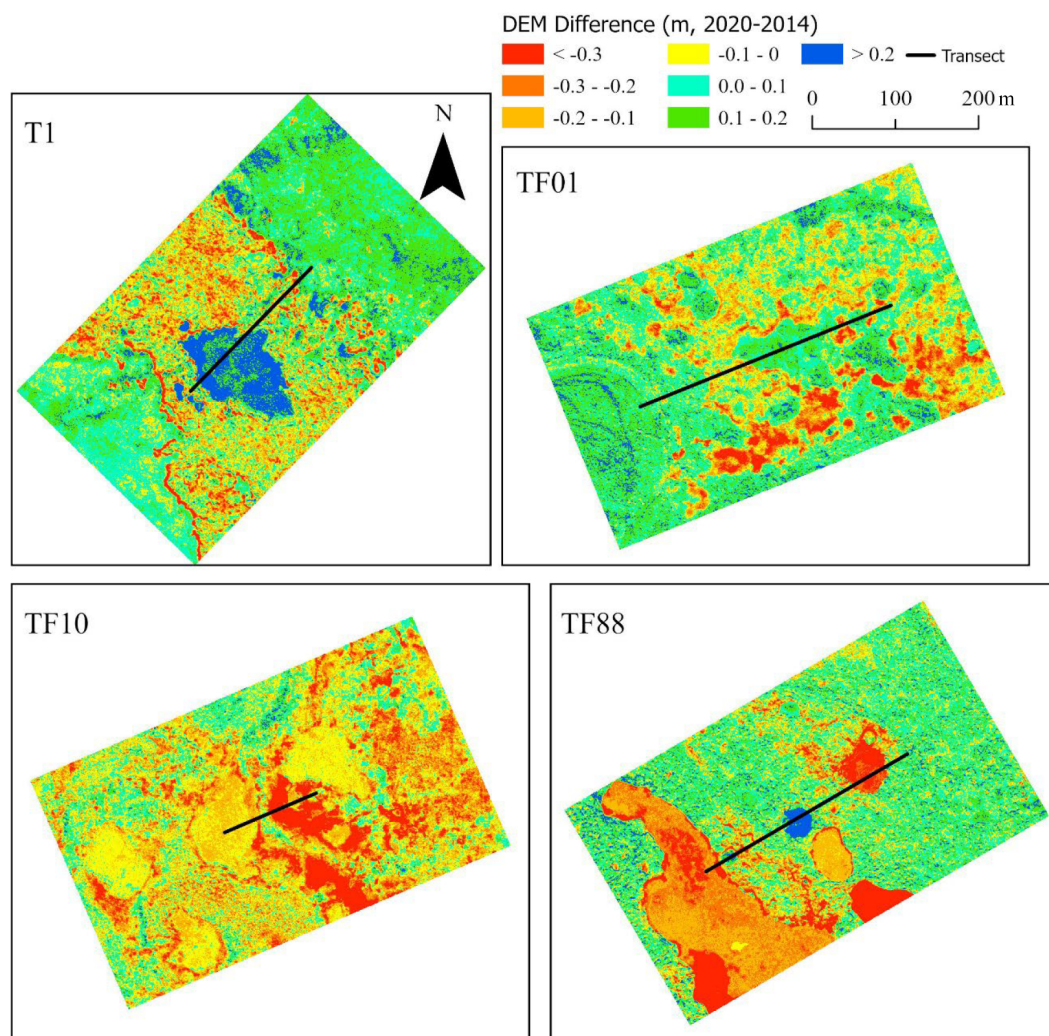 DEM Difference (m, 2020-2014)
< -0.3
-0.1 - 0
> 0.2
Transect
-0.3 - -0.2
0.0 - 0.1
0
100
200 m
-0.2 - -0.1
0.1 - 0.2
T1
N
TF01
TF10
TF88